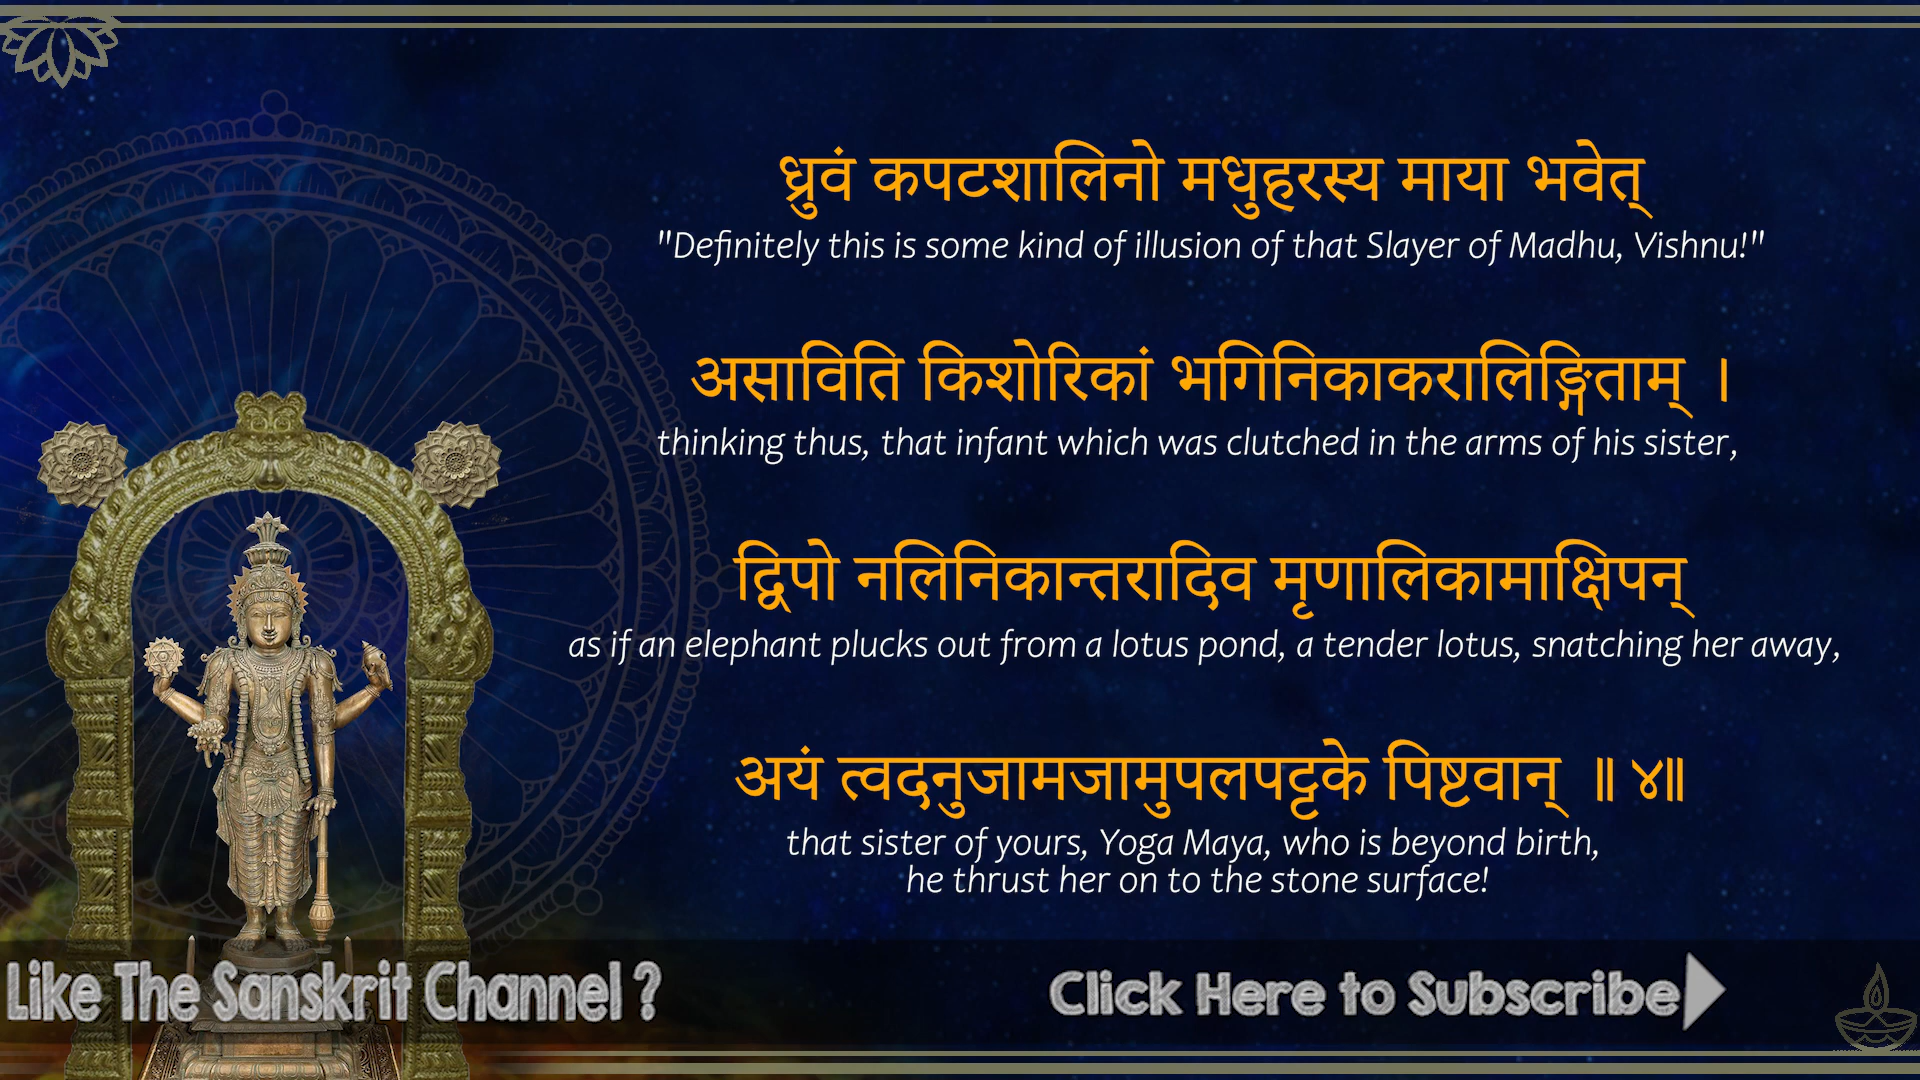 ध्रुवं कपटशालिनो मधुहरस्य माया भवेत्
"Definitely this is some kind of illusion of that Slayer of Madhu, Vishnu!"
असाविति किशोरिकां भगिनिकाकरालिङ्गिताम् ।
thinking thus, that infant which was clutched in the arms of his sister,
द्विपो नलिनिकान्तरादिव मृणालिकामाक्षिपन्
as if an elephant plucks out from a lotus pond, a tender lotus, snatching her away,
अयं त्वदनुजामजामुपलपट्टके पिष्टवान् ॥ ४॥
that sister of yours, Yoga Maya, who is beyond birth,
he thrust her on to the stone surface!
Like The Sanskrit Channel ?
Click Here to Subscribe